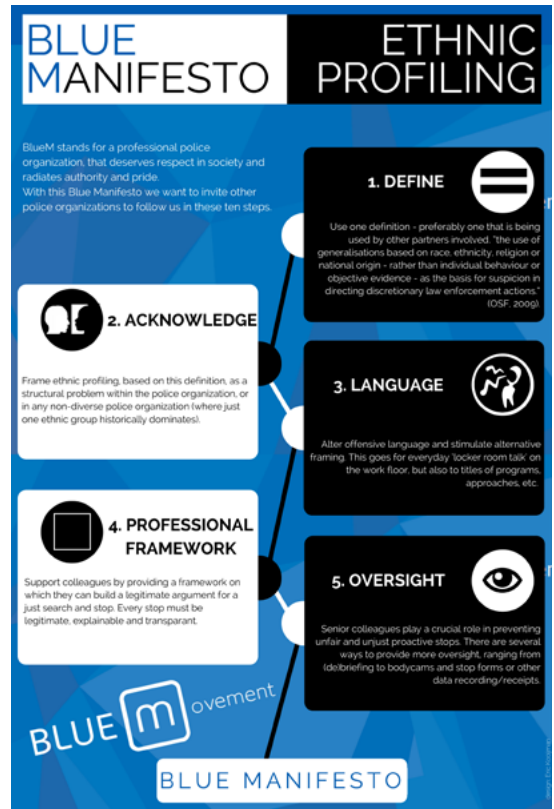 BLUE
MANIFESTO
ETHNIC
PROFILING
BlueM stands for a professional police
organization, that deserves respect in society and
radiates authority and pride.
With this Blue Manifesto we want to invite other
police organizations to follow us in these ten steps.
1. DEFINE
Use one definition - preferably one that is being
used by other partners involved. "the use of
generalisations based on race, ethnicity, religion or
national origin - rather than individual behaviour or
objective evidence - as the basis for suspicion in
directing discretionary law enforcement actions."
(OSF, 2009).
2. ACKNOWLEDGE
Frame ethnic profiling, based on this definition, as a
structural problem within the police organization, or
in any non-diverse police organization (where just
one ethnic group historically dominates).
3. LANGUAGE
Alter offensive language and stimulate alternative
framing. This goes for everyday 'locker room talk' on
the work floor, but also to titles of programs,
approaches, etc.
4. PROFESSIONAL
FRAMEWORK
Support colleagues by providing a framework on
which they can build a legitimate argument for a
just search and stop. Every stop must be
legitimate, explainable and transparant.
5. OVERSIGHT
Senior colleagues play a crucial role in preventing
unfair and unjust proactive stops. There are several
ways to provide more oversight, ranging from
(de)briefing to bodycams and stop forms or other
data recording/receipts.
BLUE m ovement
BLUE MANIFESTO